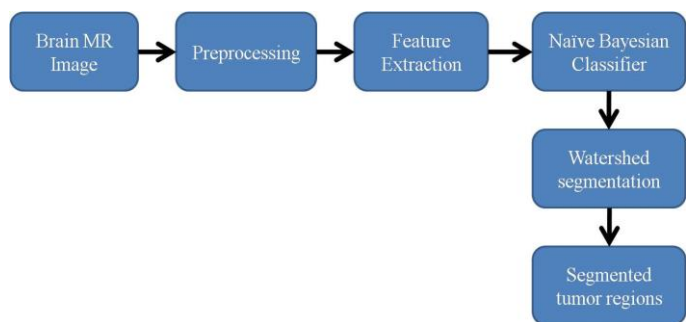 Brain MR
Image
Preprocessing
Feature
Extraction
Naïve Bayesian
Classifier
Watershed
segmentation
Segmented
tumor regions